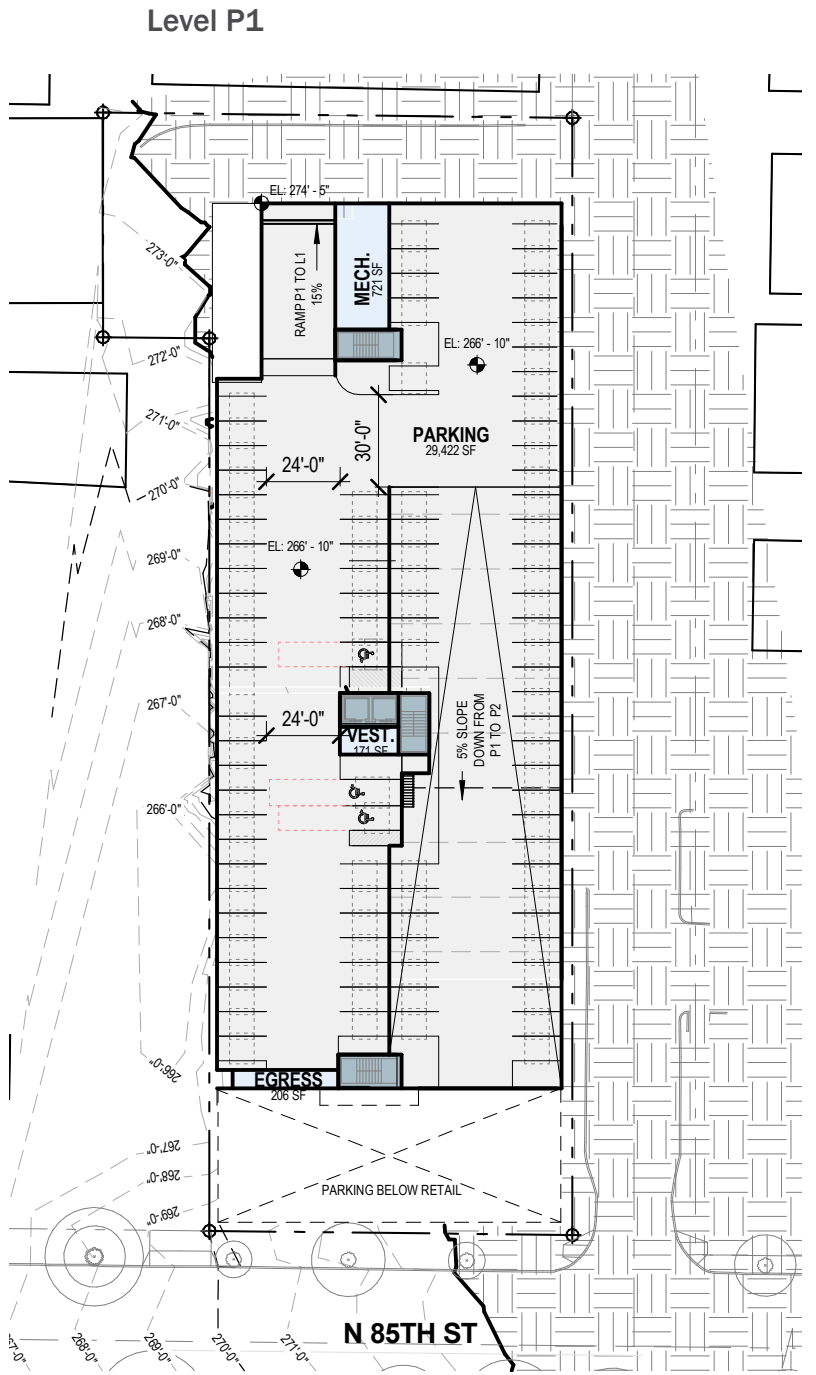 Level P1
EL: 274' - 5"
273'-0"
RAMP P1 TO L1
15%
MECH.
721 SF
EL: 266' - 10"
272'-0"
271'-0"
30'-0"
PARKING
29,422 SF
24'-0"
270'-0"
EL: 266' - 10"
269'-0"
268'-0"
267'-0"
24'-0"
VEST.
171 SF
5% SLOPE
DOWN FROM
P1 TO P2
266'-0"
266'-0"
EGRESS
206 SF
267'-0"
268'-0"
269'-0"
PARKING BELOW RETAIL
N 85TH ST
7'-0"
268'-0"
269'-0"
270'-0"
271'-0"